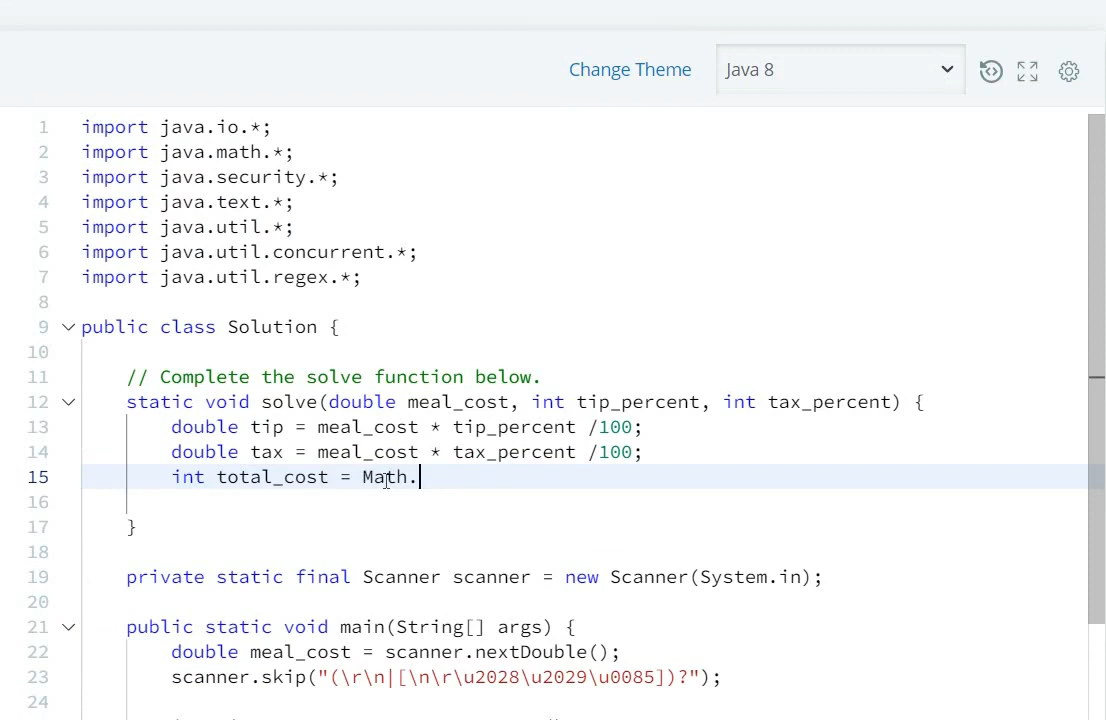 Change Theme Java 8
1 import java.io.*;
2 import java.math.*;
3 import java.security.*;
4 import java.text.*;
5 import java.util.*;
6 import java.util.concurrent.*;
7 import java.util.regex.*;
8
9 public class Solution {
10
11 // Complete the solve function below.
12 static void solve(double meal_cost, int tip_percent, int tax_percent) {
13 double tip = meal_cost * tip_percent /100;
14 double tax = meal_cost * tax_percent /100;
15 int total_cost = Math.
16
17 }
18
19 private static final Scanner scanner = new Scanner(System.in);
20
21 public static void main(String[] args) {
22 double meal_cost = scanner.nextDouble();
23 scanner.skip("(\r\n|[\n\r\u2028\u2029\u0085])?");
24